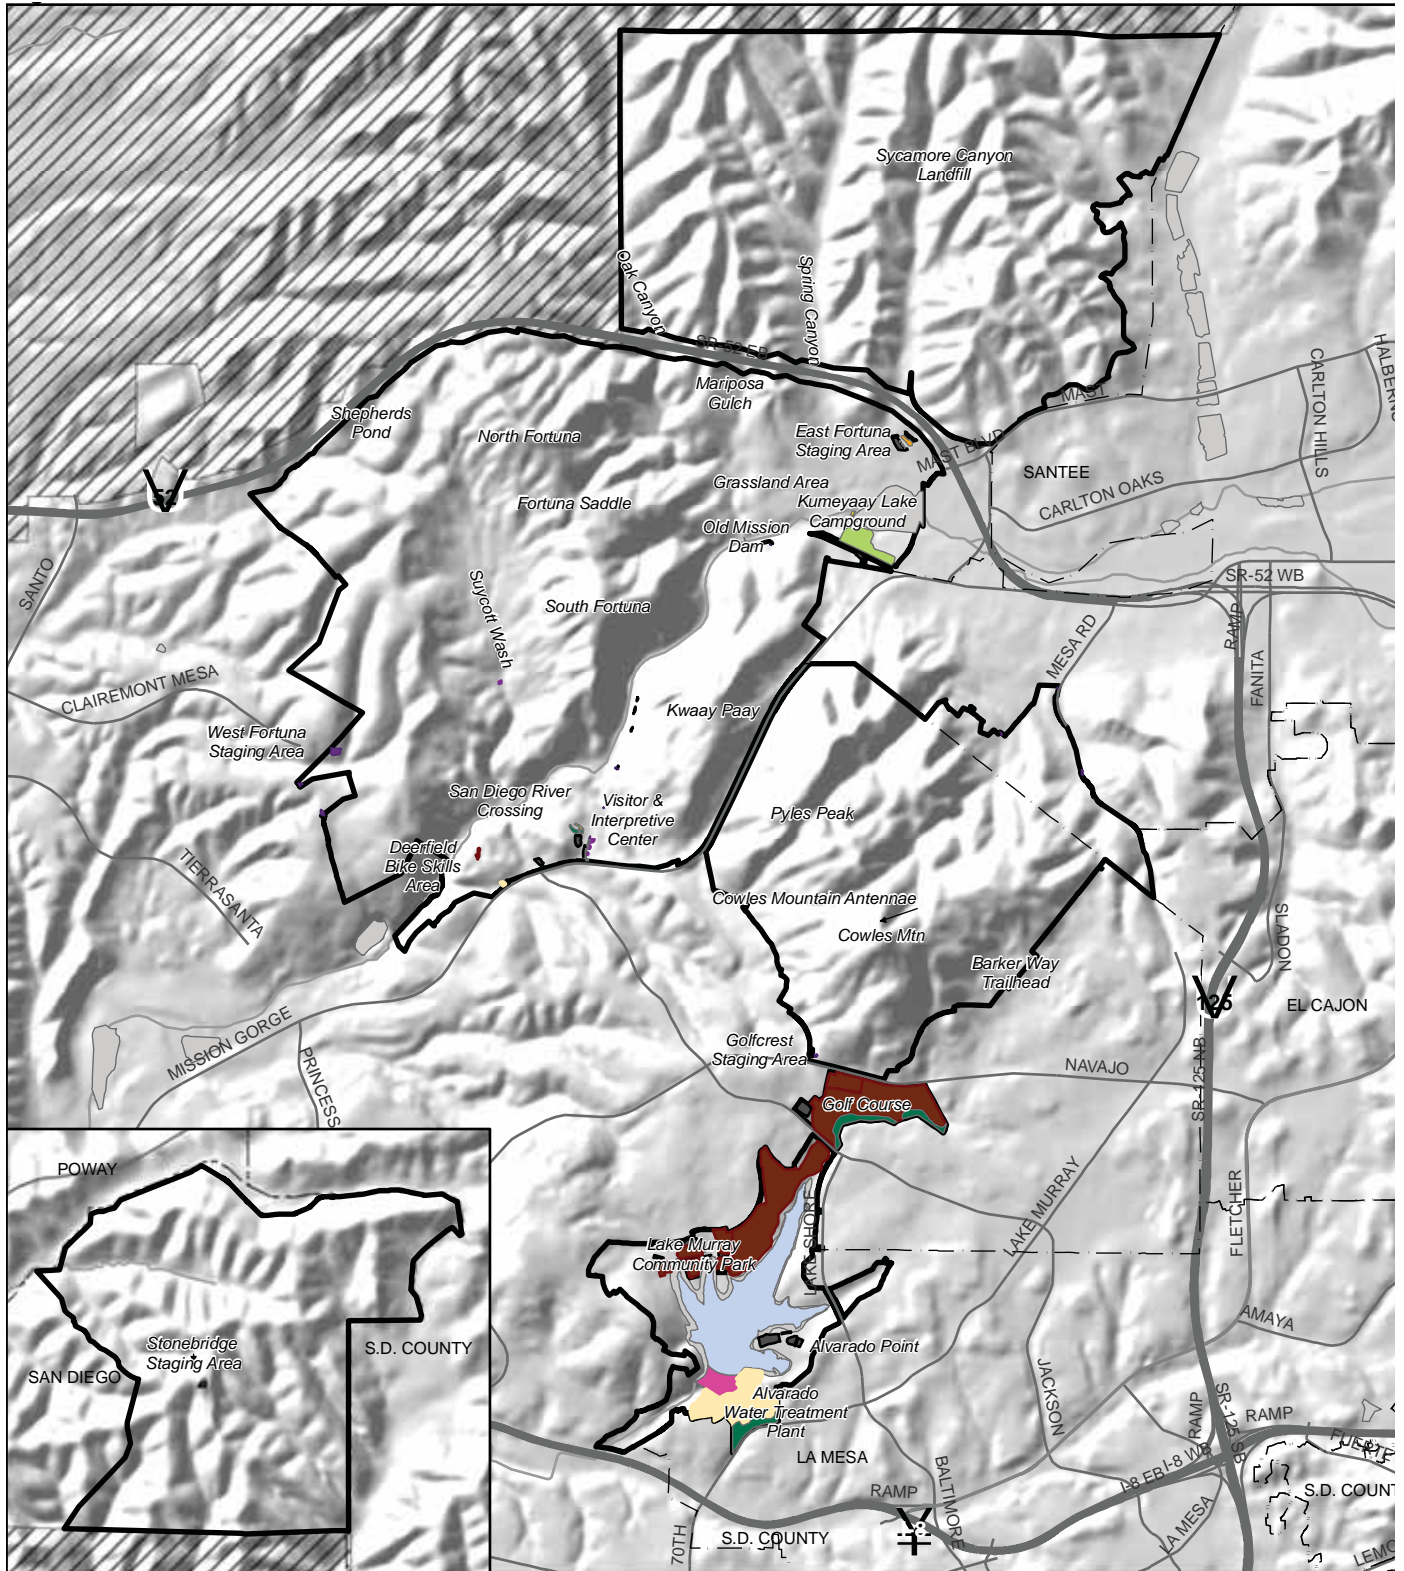 Sycamore Canyon
Landfill
Oak Canyon
Spring Canyon
SR-52 EB
Mariposa
Gulch
Shepherds
Pond
North Fortuna
East Fortuna
Staging Area
MAST
MAST BLVD
SANTEE
CARLTON HILLS
CARLTON OAKS
52
Fortuna Saddle
Grassland Area
Kumeyaay Lake
Campground
Old Mission
Dam
SANTO
SR-52 WB
RAMP
Suycott Wash
South Fortuna
MESA RD
FANITA
CLAIREMONT MESA
West Fortuna
Staging Area
Kwaay Paay
San Diego River
Crossing
Visitor &
Interpretive
Center
Pyles Peak
Deerfield
Bike Skills
Area
TIERRASANTA
Cowles Mountain Antennae
Cowles Mtn
Barker Way
Trailhead
SLADON
125
EL CAJON
MISSION GORGE
PRINCESS
Golfcrest
Staging Area
NAVAJO
SR-125 NB
Golf Course
LAKE MURRAY
FLETCHER
LAKE SHORE
Lake Murray
Community Park
AMAYA
Alvarado Point
JACKSON
Alvarado
Water Treatment
Plant
LA MESA
RAMP
SR-125 SB
RAMP
BALTIMORE
I-8 EB
I-8 WB
RAMP
S.D. COUNTY
70TH
8
LA MESA
POWAY
Stonebridge
Staging Area
SAN DIEGO
S.D. COUNTY